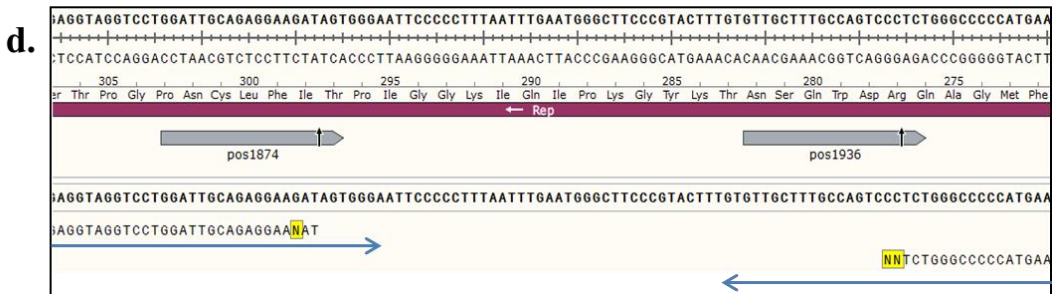 d.
GAGGTAGGTCCTGGATTGCAGAGGAAGATAGTGGGAATTCCCCCTTTAATTTGAATGGGCTTCCCGTACTTTGTGTTGCTTTGCCAGTCCCTCTGGGCCCCCATGAA
CTCCATCCAGGACCTAACGTCTCCTTCTATCACCCTTAAGGGGGAAATTAAACTTACCCGAAGGGCATGAAACACAACGAAACGGTCAGGGAGACCCGGGGGTACTT
305 300 295 290 285 280 275
er Thr Pro Gly Pro Asn Cys Leu Phe Ile Thr Pro Ile Gly Gly Lys Ile Gln Ile Pro Lys Gly Tyr Lys Thr Asn Ser Gln Trp Asp Arg Gln Ala Gly Met Phe
Rep
pos1874 pos1936
GAGGTAGGTCCTGGATTGCAGAGGAAGATAGTGGGAATTCCCCCTTTAATTTGAATGGGCTTCCCGTACTTTGTGTTGCTTTGCCAGTCCCTCTGGGCCCCCATGAA
GAGGTAGGTCCTGGATTGCAGAGGAANAT
NNTCTGGGCCCCCATGAA